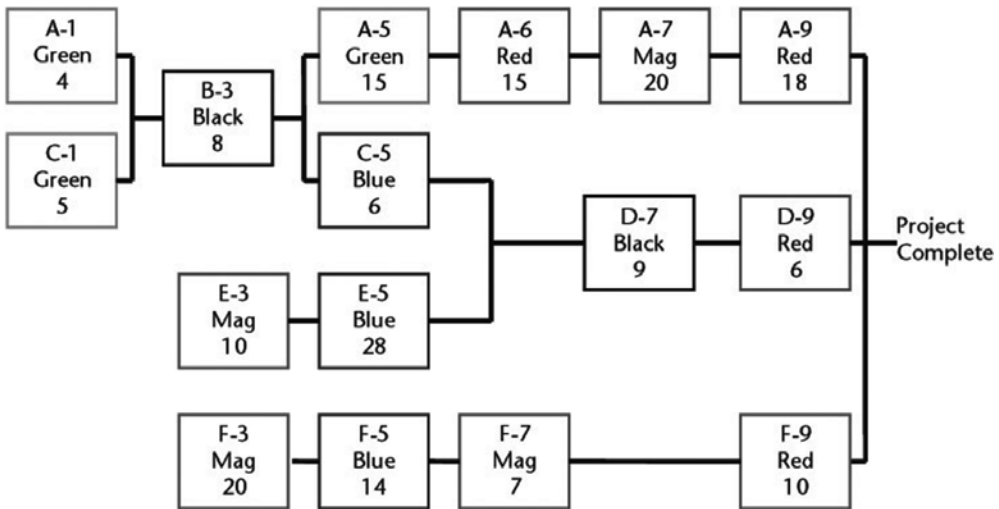 A-1
Green
4
C-1
Green
5
B-3
Black
8
A-5
Green
15
A-6
Red
15
A-7
Mag
20
A-9
Red
18
C-5
Blue
6
D-7
Black
9
D-9
Red
6
Project
Complete
E-3
Mag
10
E-5
Blue
28
F-3
Mag
20
F-5
Blue
14
F-7
Mag
7
F-9
Red
10